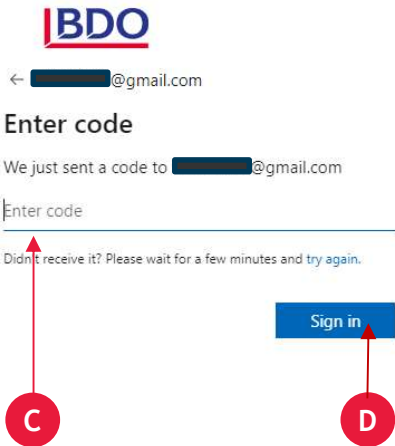 BDO
← @gmail.com
Enter code
We just sent a code to @gmail.com
Enter code
Didn't receive it? Please wait for a few minutes and try again.
Sign in
C
D